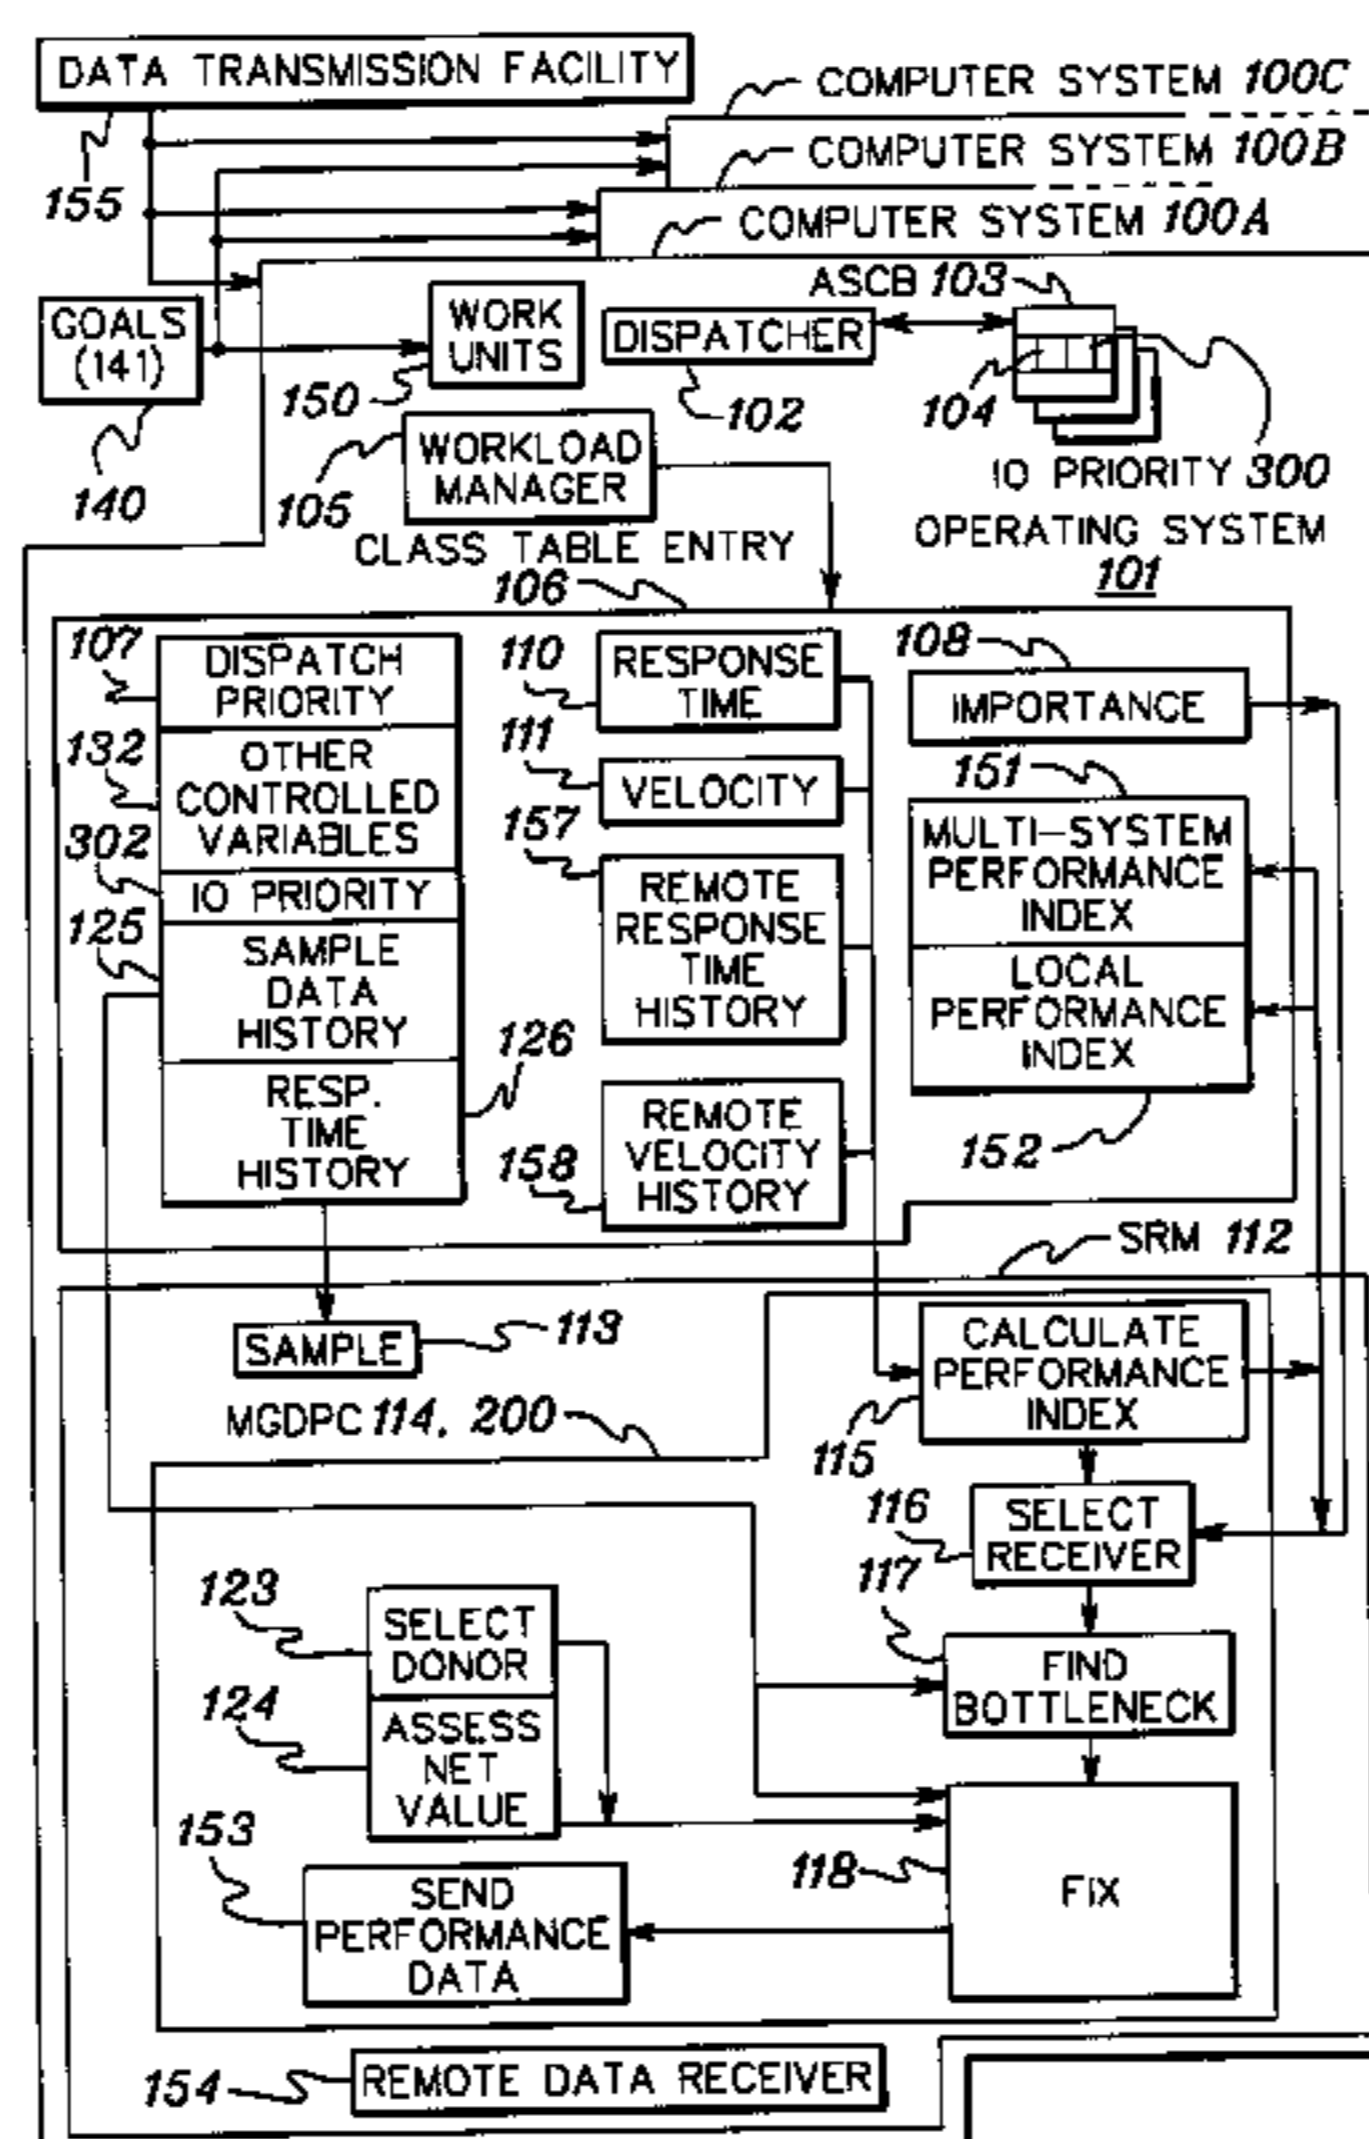 DATA TRANSMISSION FACILITY
155
COMPUTER SYSTEM 100C
COMPUTER SYSTEM 100B
COMPUTER SYSTEM 100A
GOALS
(141)
140
WORK
UNITS
150
DISPATCHER
102
ASCB 103
104
IO PRIORITY 300
OPERATING SYSTEM
101
WORKLOAD
MANAGER
105
CLASS TABLE ENTRY
106
107
DISPATCH
PRIORITY
132
OTHER
CONTROLLED
VARIABLES
302
IO PRIORITY
125
SAMPLE
DATA
HISTORY
126
RESP.
TIME
HISTORY
110
RESPONSE
TIME
111
VELOCITY
157
REMOTE
RESPONSE
TIME
HISTORY
158
REMOTE
VELOCITY
HISTORY
108
IMPORTANCE
151
MULTI-SYSTEM
PERFORMANCE
INDEX
LOCAL
PERFORMANCE
INDEX
152
SRM 112
SAMPLE
113
MGDPC 114, 200
CALCULATE
PERFORMANCE
INDEX
115
116
SELECT
RECEIVER
117
FIND
BOTTLENECK
123
SELECT
DONOR
124
ASSESS
NET
VALUE
118
FIX
153
SEND
PERFORMANCE
DATA
154
REMOTE DATA RECEIVER